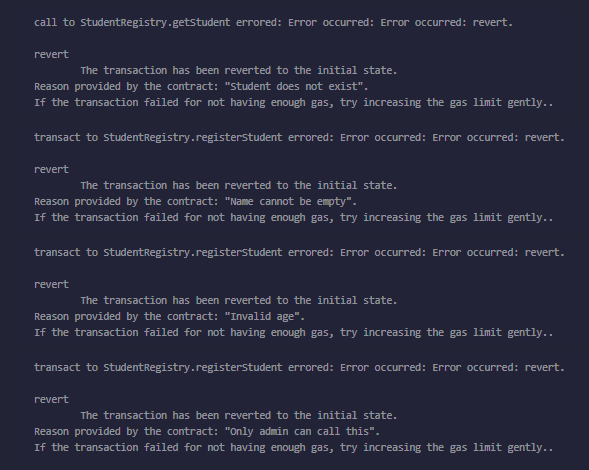 call to StudentRegistry.getStudent errored: Error occurred: Error occurred: revert.
revert
The transaction has been reverted to the initial state.
Reason provided by the contract: "Student does not exist".
If the transaction failed for not having enough gas, try increasing the gas limit gently..
transact to StudentRegistry.registerStudent errored: Error occurred: Error occurred: revert.
revert
The transaction has been reverted to the initial state.
Reason provided by the contract: "Name cannot be empty".
If the transaction failed for not having enough gas, try increasing the gas limit gently..
transact to StudentRegistry.registerStudent errored: Error occurred: Error occurred: revert.
revert
The transaction has been reverted to the initial state.
Reason provided by the contract: "Invalid age".
If the transaction failed for not having enough gas, try increasing the gas limit gently..
transact to StudentRegistry.registerStudent errored: Error occurred: Error occurred: revert.
revert
The transaction has been reverted to the initial state.
Reason provided by the contract: "Only admin can call this".
If the transaction failed for not having enough gas, try increasing the gas limit gently..